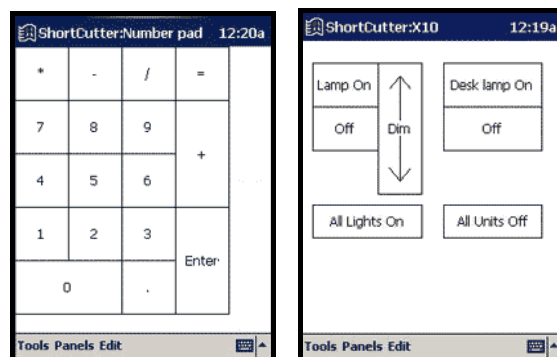 ShortCutter:Number pad 12:20a
* - / =
7 8 9
+
4 5 6
1 2 3
Enter
0 .
Tools Panels Edit
ShortCutter:X10 12:19a
Lamp On Desk lamp On
Off Dim Off
All Lights On All Units Off
Tools Panels Edit